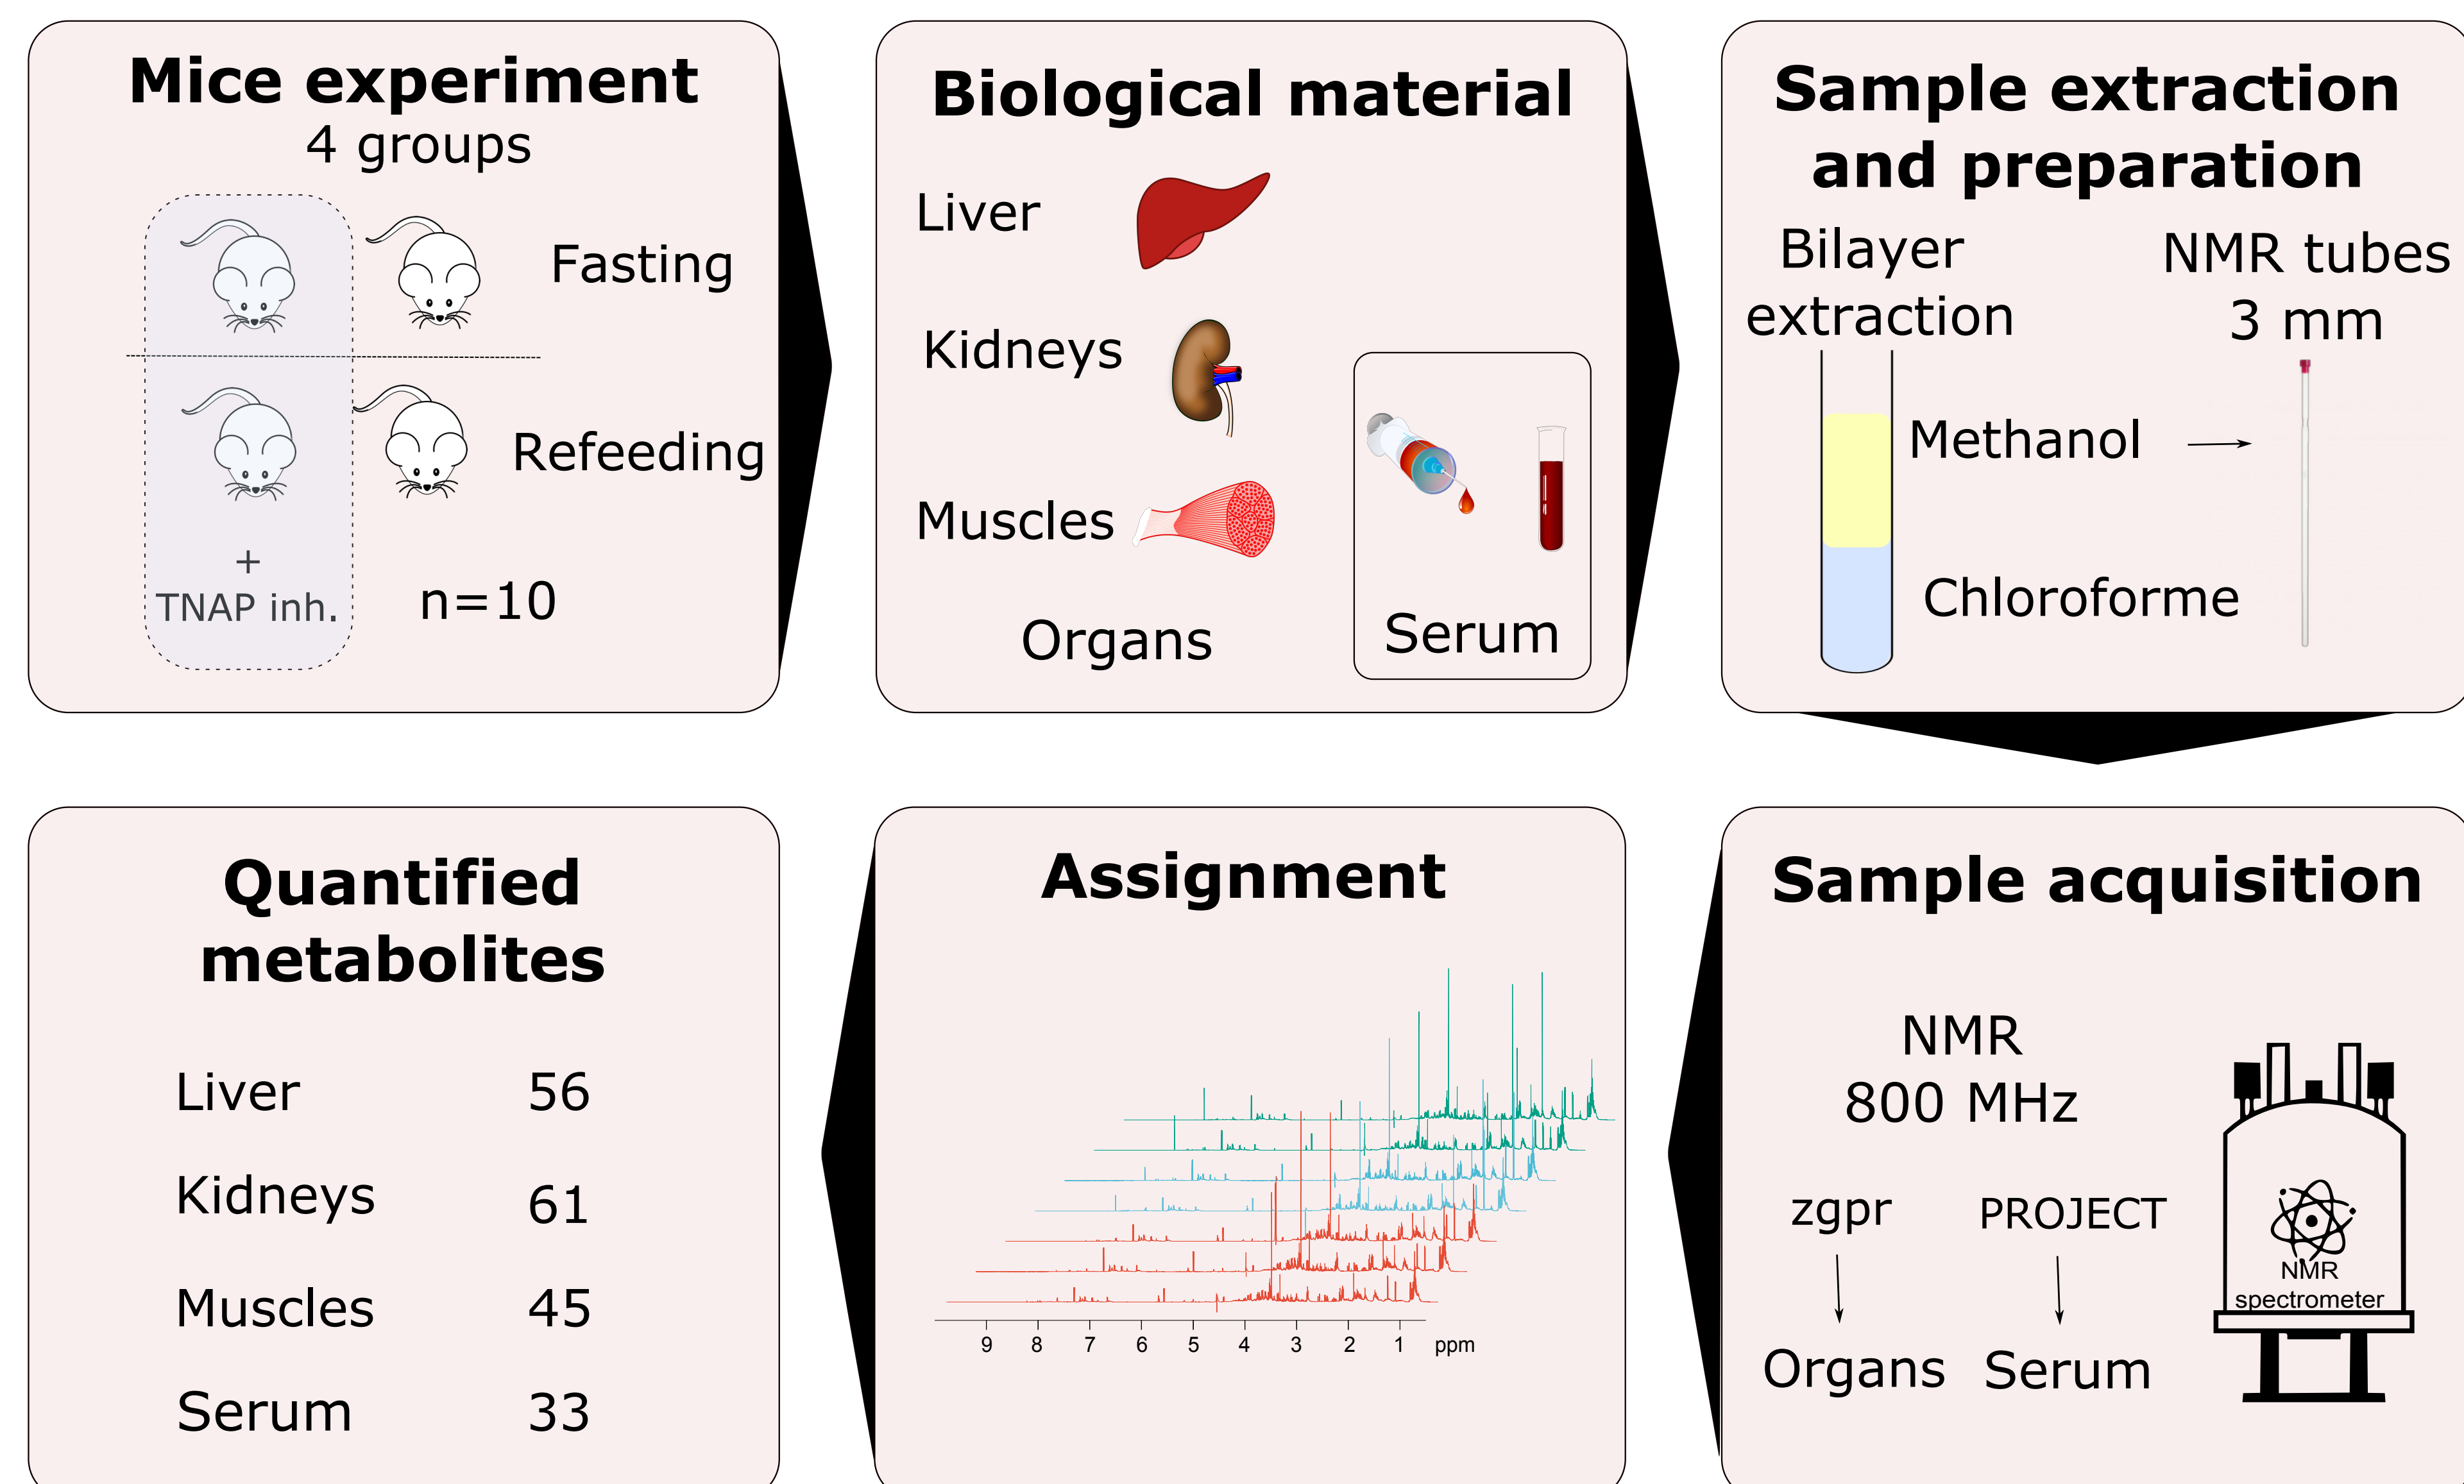 Mice experiment
4 groups
Fasting
Refeeding
+
TNAP inh.
n=10
Biological material
Liver
Kidneys
Muscles
Organs
Serum
Sample extraction
and preparation
Bilayer
extraction
NMR tubes
3 mm
Methanol
Chloroforme
Quantified
metabolites
Liver 56
Kidneys 61
Muscles 45
Serum 33
Assignment
9 8 7 6 5 4 3 2 1 ppm
Sample acquisition
NMR
800 MHz
zgpr
PROJECT
Organs
Serum
NMR
spectrometer